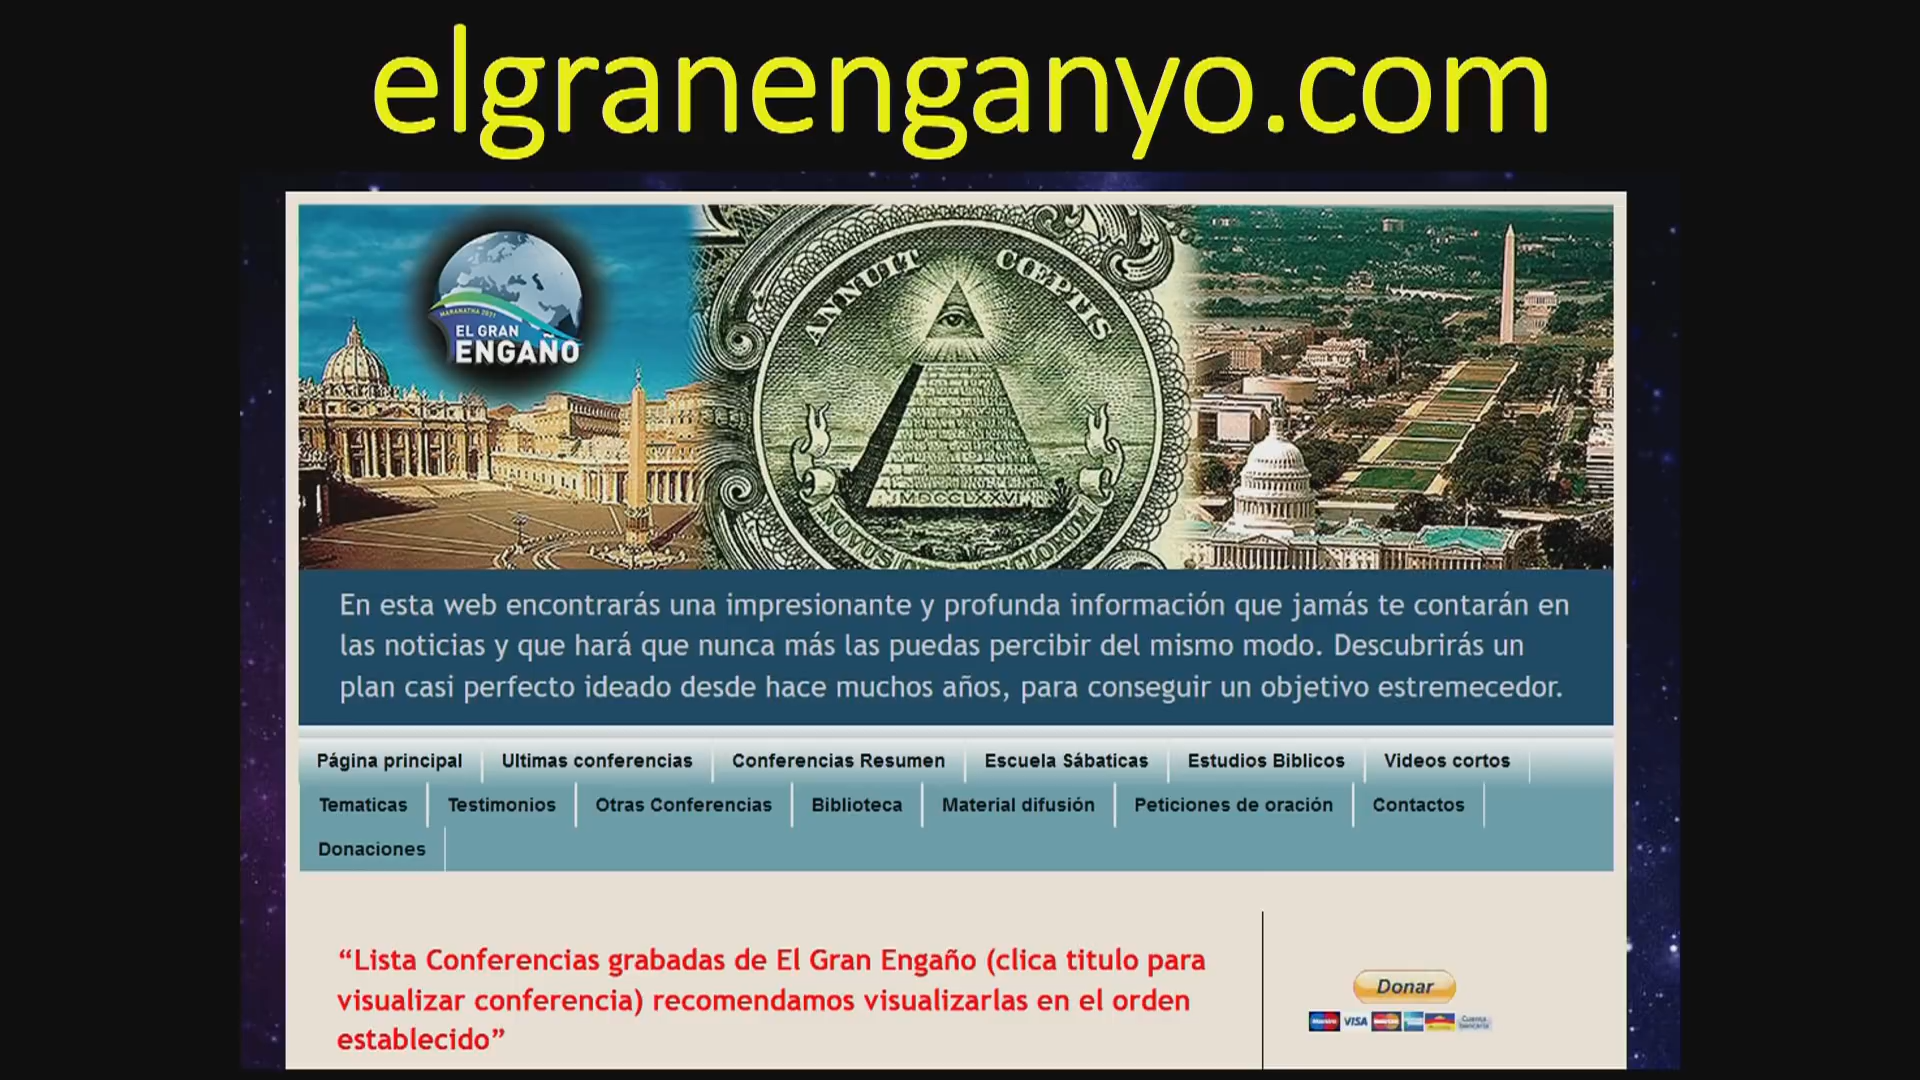 elgranenganyo.com
ANNUIT CŒPTIS
MARANATHA 2021
EL GRAN
ENGAÑO
MDCCLXXVI
NOVUS
En esta web encontrarás una impresionante y profunda información que jamás te contarán en
las noticias y que hará que nunca más las puedas percibir del mismo modo. Descubrirás un
plan casi perfecto ideado desde hace muchos años, para conseguir un objetivo estremecedor.
Página principal Ultimas conferencias Conferencias Resumen Escuela Sábaticas Estudios Biblicos Videos cortos
Tematicas Testimonios Otras Conferencias Biblioteca Material difusión Peticiones de oración Contactos
Donaciones
“Lista Conferencias grabadas de El Gran Engaño (clica titulo para
visualizar conferencia) recomendamos visualizarlas en el orden
establecido”
Donar
VISA